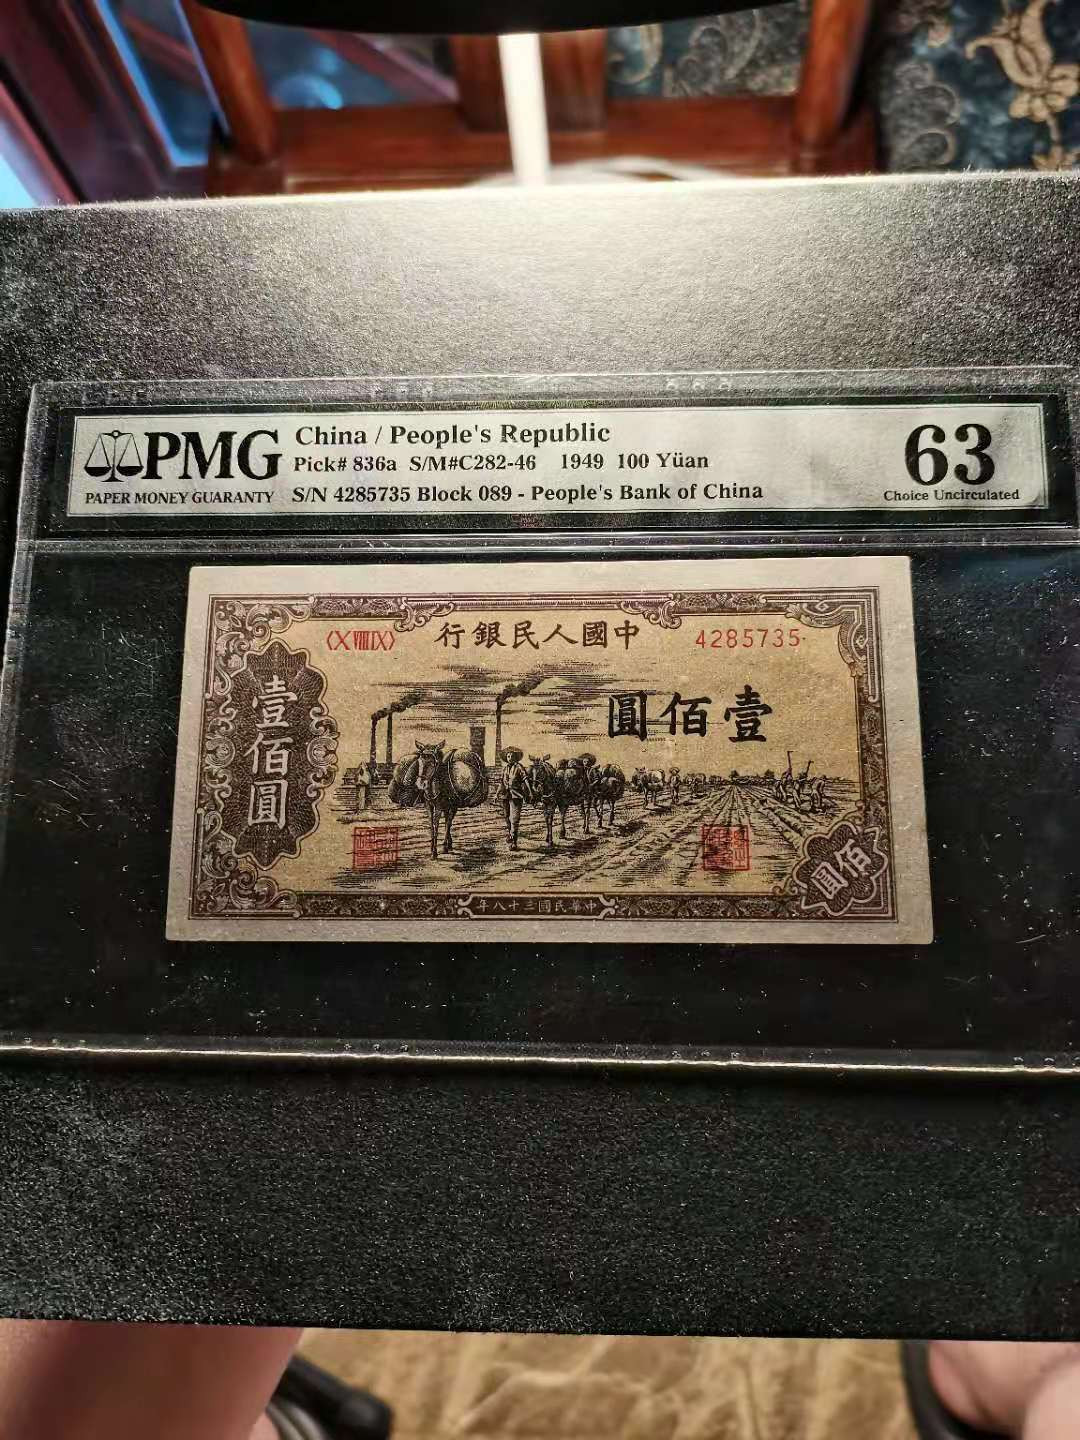 PMG
PAPER MONEY GUARANTY
China / People's Republic
Pick# 836a S/M#C282-46 1949 100 Yüan
S/N 4285735 Block 089 - People's Bank of China
63
Choice Uncirculated
〈X VIII IX〉
行銀民人國中
4285735
圓佰壹
壹佰圓
佰圓
年八十三國民華中